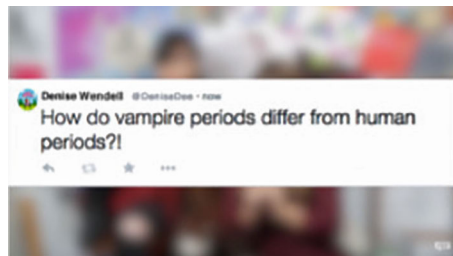 Denise Wendell @DeniseDee · now
How do vampire periods differ from human
periods?!